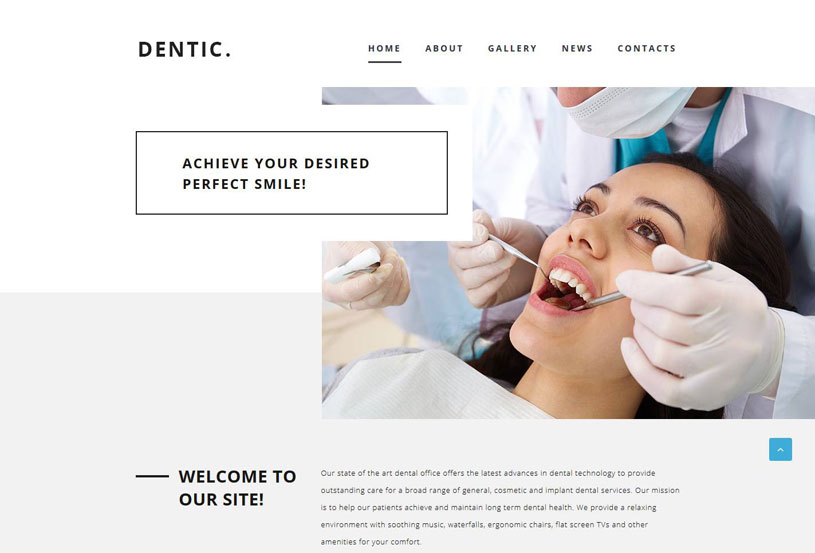 DENTIC.
HOME ABOUT GALLERY NEWS CONTACTS
ACHIEVE YOUR DESIRED
PERFECT SMILE!
WELCOME TO
OUR SITE!
Our state of the art dental office offers the latest advances in dental technology to provide
outstanding care for a broad range of general, cosmetic and implant dental services. Our mission
is to help our patients achieve and maintain long term dental health. We provide a relaxing
environment with soothing music, waterfalls, ergonomic chairs, flat screen TVs and other
amenities for your comfort.